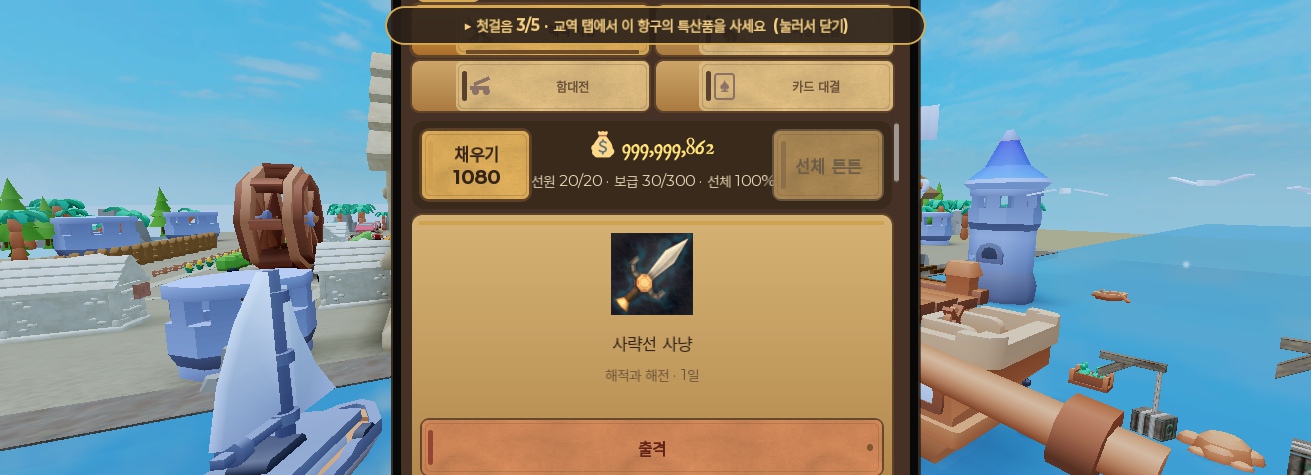 ▸ 첫걸음 3/5 · 교역 탭에서 이 항구의 특산품을 사세요 (눌러서 닫기)
함대전
카드 대결
채우기
1080
999,999,862
선원 20/20 · 보급 30/300 · 선체 100%
선체 튼튼
사략선 사냥
해적과 해전 · 1일
출격